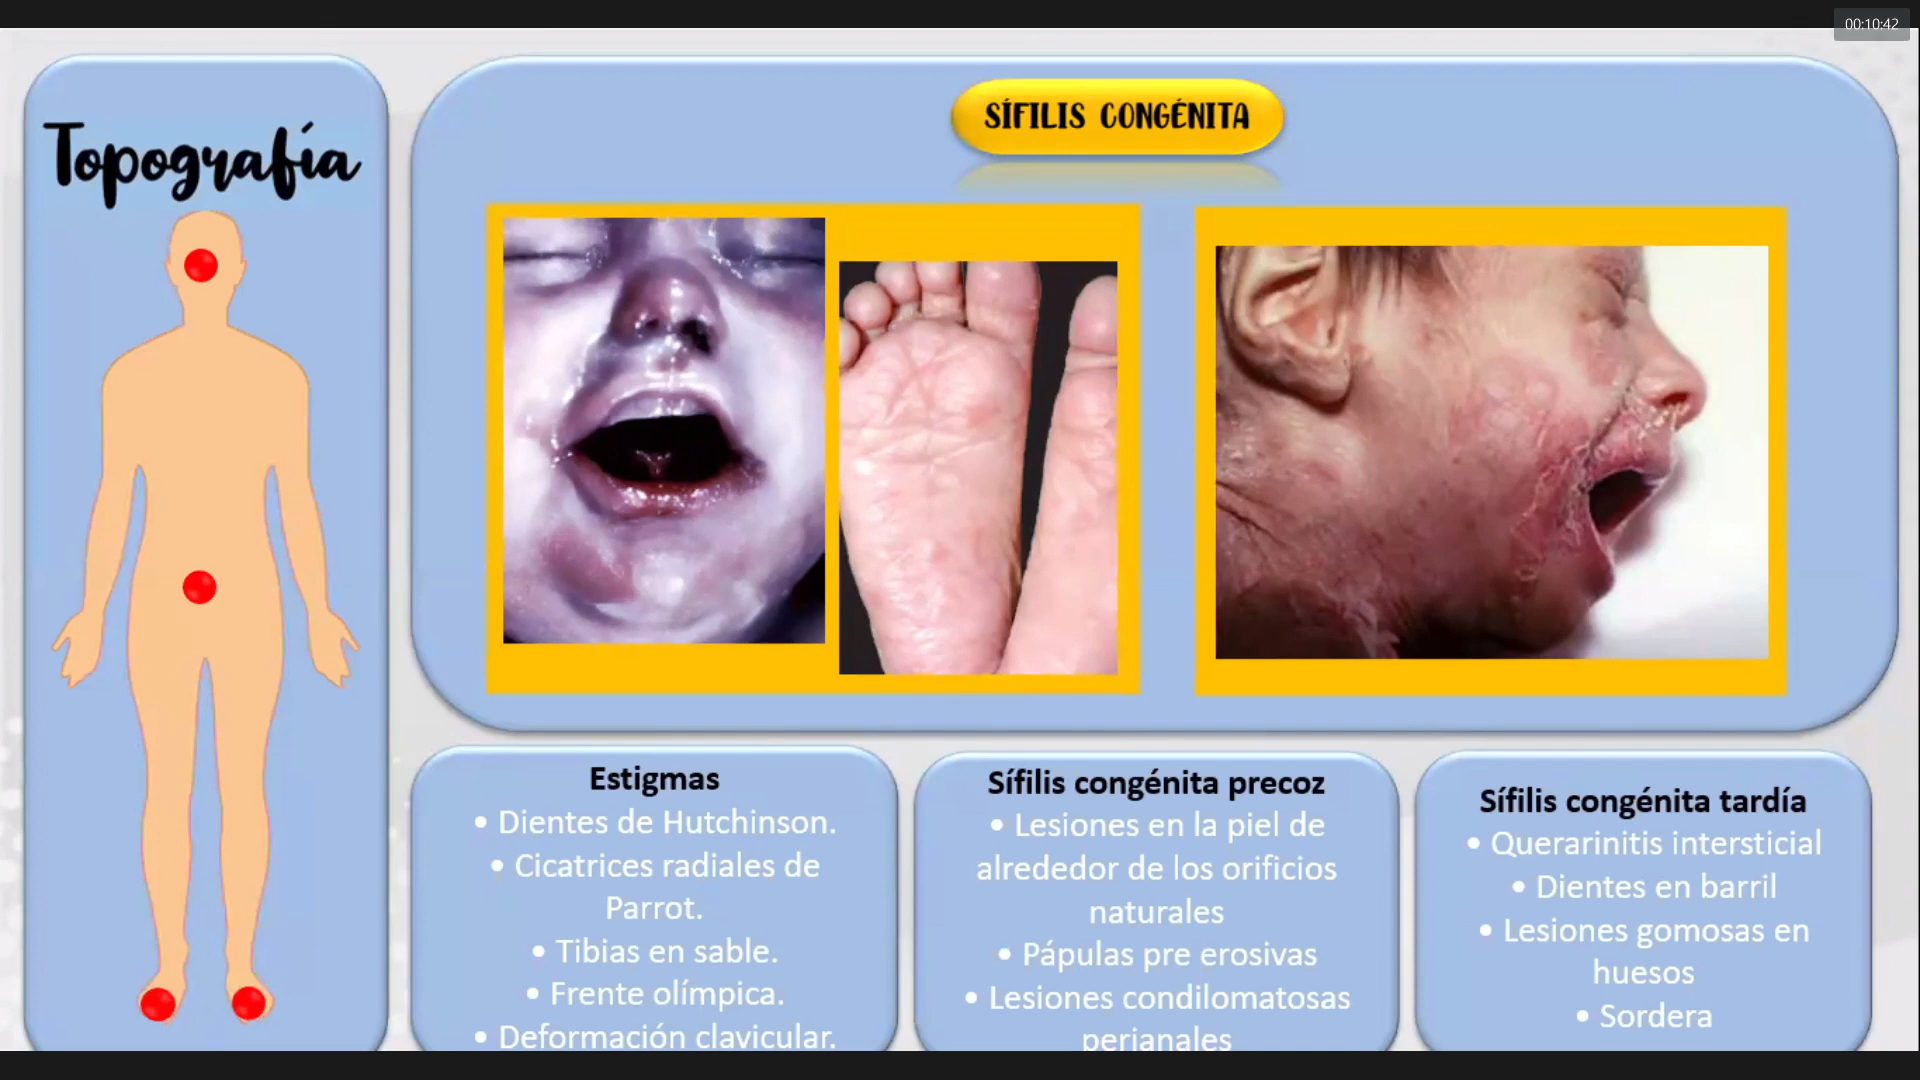 00:10:42
Topografía
SÍFILIS CONGÉNITA
Estigmas
• Dientes de Hutchinson.
• Cicatrices radiales de
Parrot.
• Tibias en sable.
• Frente olímpica.
• Deformación clavicular.
Sífilis congénita precoz
• Lesiones en la piel de
alrededor de los orificios
naturales
• Pápulas pre erosivas
• Lesiones condilomatosas
perianales
Sífilis congénita tardía
• Querarinitis intersticial
• Dientes en barril
• Lesiones gomosas en
huesos
• Sordera